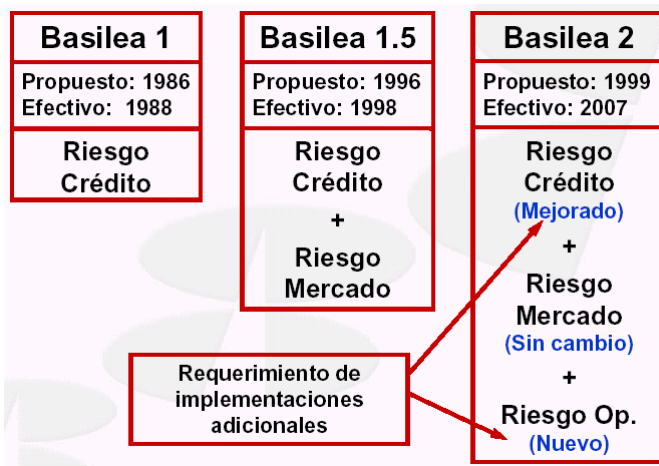 Basilea 1
Propuesto: 1986
Efectivo: 1988
Riesgo
Crédito
Basilea 1.5
Propuesto: 1996
Efectivo: 1998
Riesgo
Crédito
+
Riesgo
Mercado
Basilea 2
Propuesto: 1999
Efectivo: 2007
Riesgo
Crédito
(Mejorado)
+
Riesgo
Mercado
(Sin cambio)
+
Riesgo Op.
(Nuevo)
Requerimiento de
implementaciones
adicionales